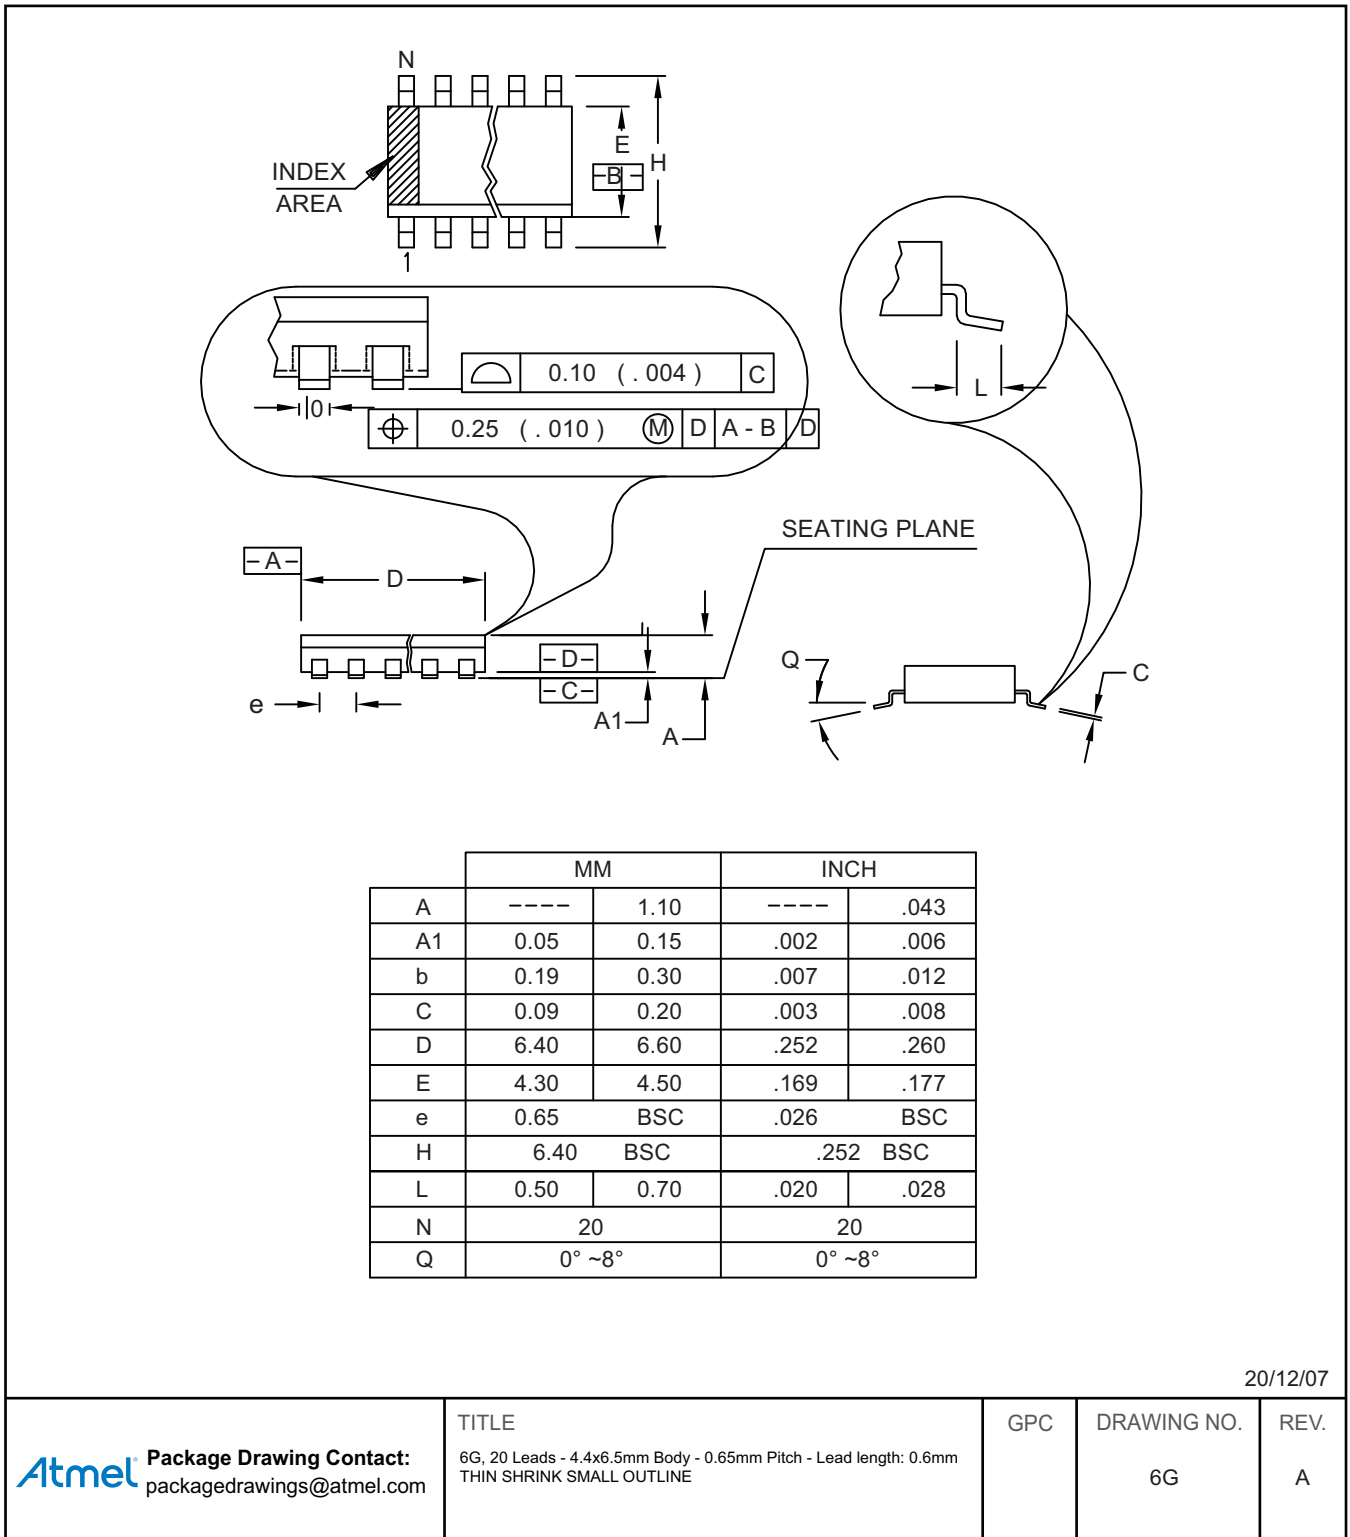 N
E
B
H
INDEX
AREA
1
0.10 ( .004 ) C
0
0.25 ( .010 ) M D A - B D
L
SEATING PLANE
A
D
D
C
e
A1
A
Q
C
MM INCH
A ---- 1.10 ---- .043
A1 0.05 0.15 .002 .006
b 0.19 0.30 .007 .012
C 0.09 0.20 .003 .008
D 6.40 6.60 .252 .260
E 4.30 4.50 .169 .177
e 0.65 BSC .026 BSC
H 6.40 BSC .252 BSC
L 0.50 0.70 .020 .028
N 20 20
Q 0° ~8° 0° ~8°
20/12/07
Atmel
Package Drawing Contact:
packagedrawings@atmel.com
TITLE
6G, 20 Leads - 4.4x6.5mm Body - 0.65mm Pitch - Lead length: 0.6mm
THIN SHRINK SMALL OUTLINE
GPC
DRAWING NO.
6G
REV.
A